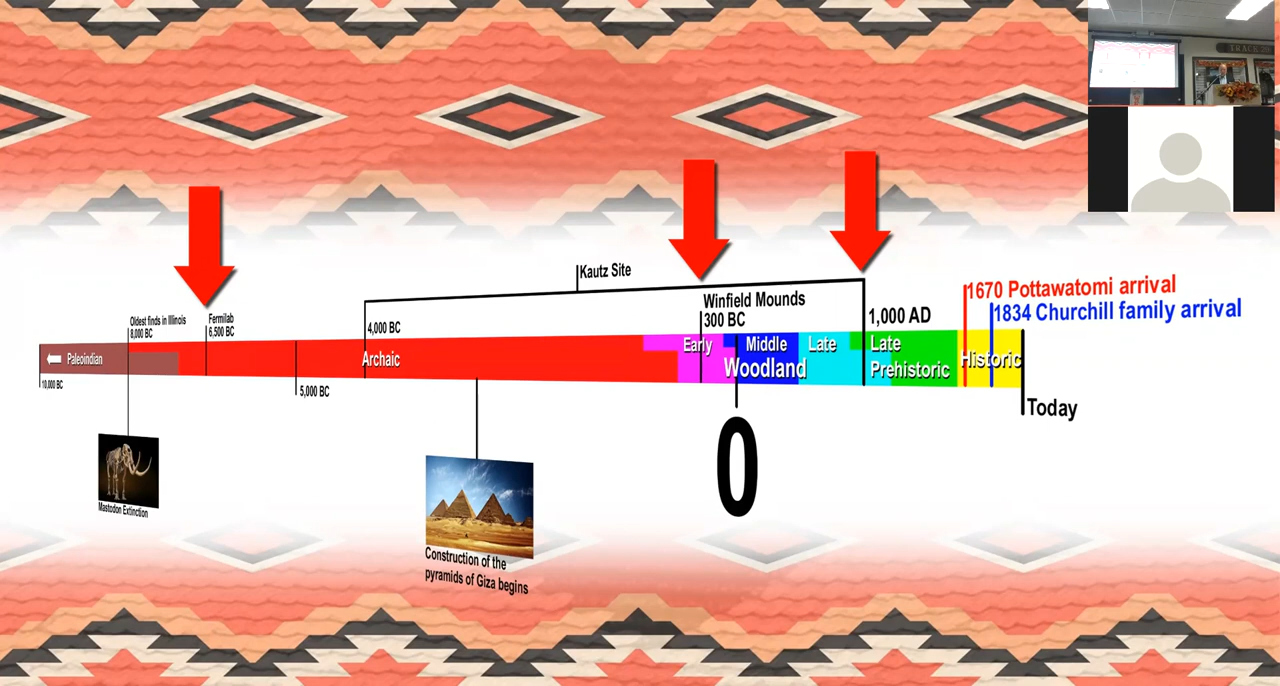 TRACK
Kautz Site
1670 Pottawatomi arrival
Winfield Mounds
1834 Churchill family arrival
Oldest finds in Illinois
Fermilab
300 BC
1,000 AD
8,000 BC
6,500 BC
4,000 BC
Paleoindian
Archaic
Early
Middle
Late
Late
Historic
Woodland
Prehistoric
10,000 BC
5,000 BC
Today
0
Mastodon Extinction
Construction of the
pyramids of Giza begins